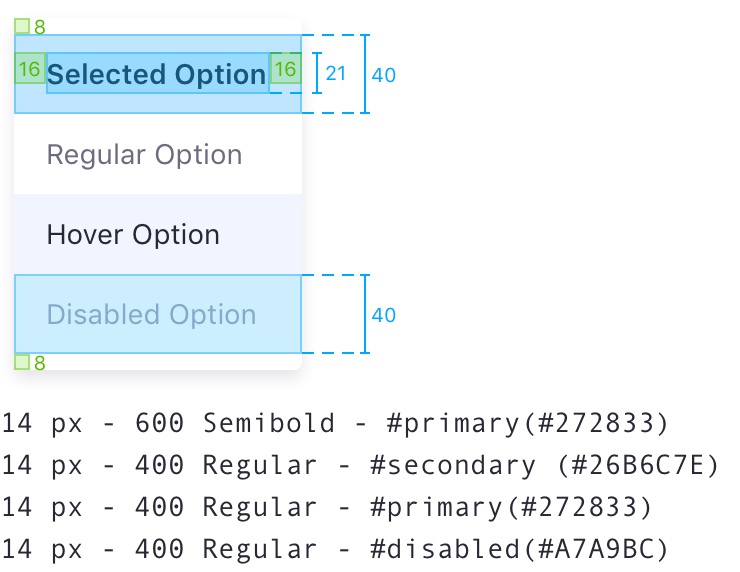 8
16 Selected Option 16 21 40
Regular Option
Hover Option
Disabled Option 40
8
14 px - 600 Semibold - #primary(#272833)
14 px - 400 Regular - #secondary (#26B6C7E)
14 px - 400 Regular - #primary(#272833)
14 px - 400 Regular - #disabled(#A7A9BC)